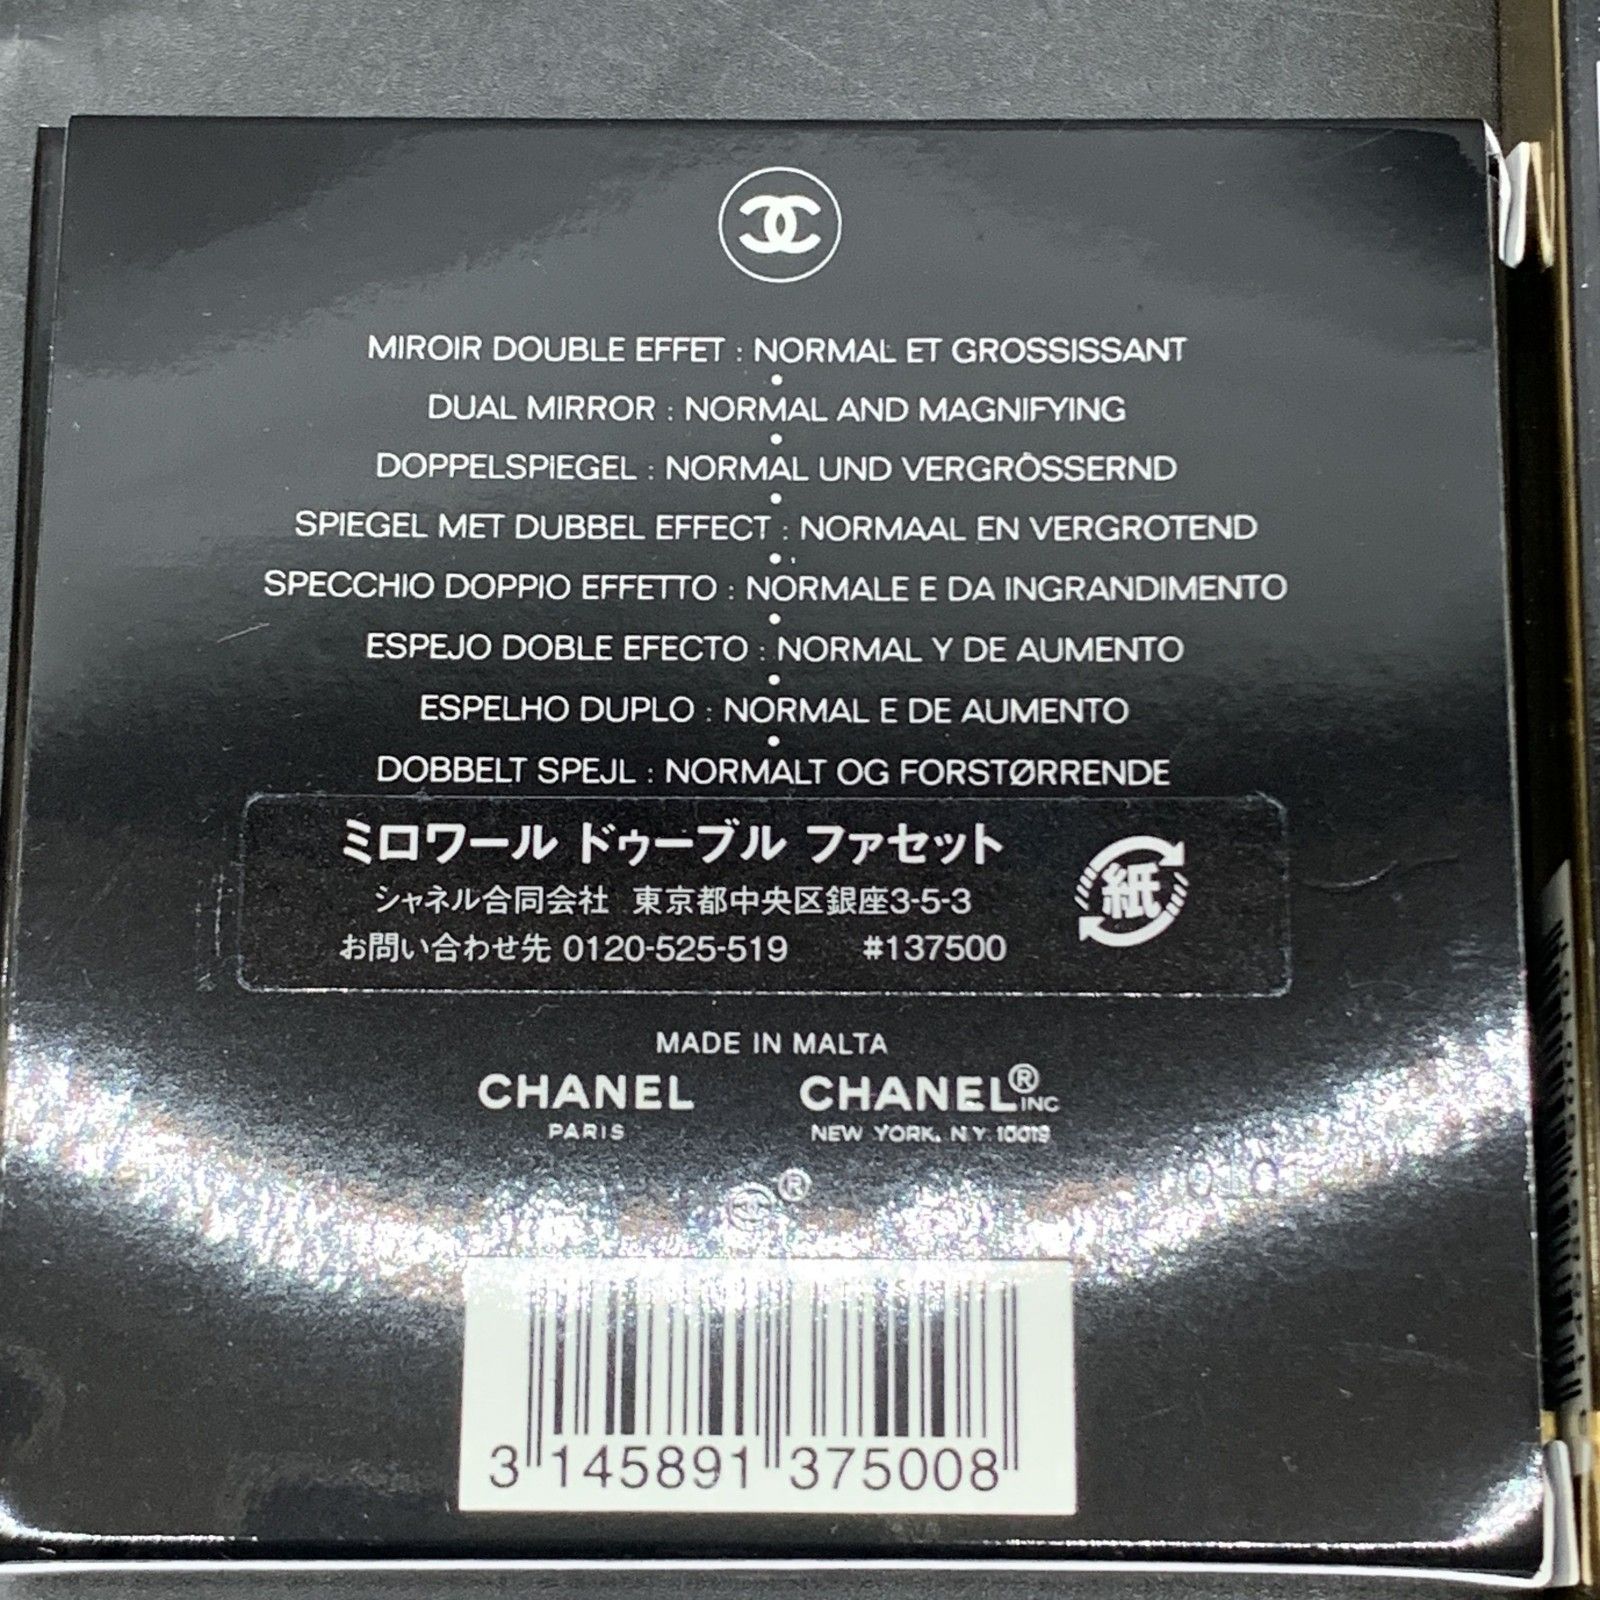 MIROIR DOUBLE EFFET : NORMAL ET GROSSISSANT
•
DUAL MIRROR : NORMAL AND MAGNIFYING
•
DOPPELSPIEGEL : NORMAL UND VERGRÖSSERND
•
SPIEGEL MET DUBBEL EFFECT : NORMAAL EN VERGROTEND
•
SPECCHIO DOPPIO EFFETTO : NORMALE E DA INGRANDIMENTO
•
ESPEJO DOBLE EFECTO : NORMAL Y DE AUMENTO
•
ESPELHO DUPLO : NORMAL E DE AUMENTO
•
DOBBELT SPEJL : NORMALT OG FORSTØRRENDE
ミロワール ドゥーブル ファセット
シャネル合同会社 東京都中央区銀座3-5-3
お問い合わせ先 0120-525-519 #137500
紙
MADE IN MALTA
CHANEL CHANEL® INC
PARIS NEW YORK, N.Y. 10019
®
3 145891 375008